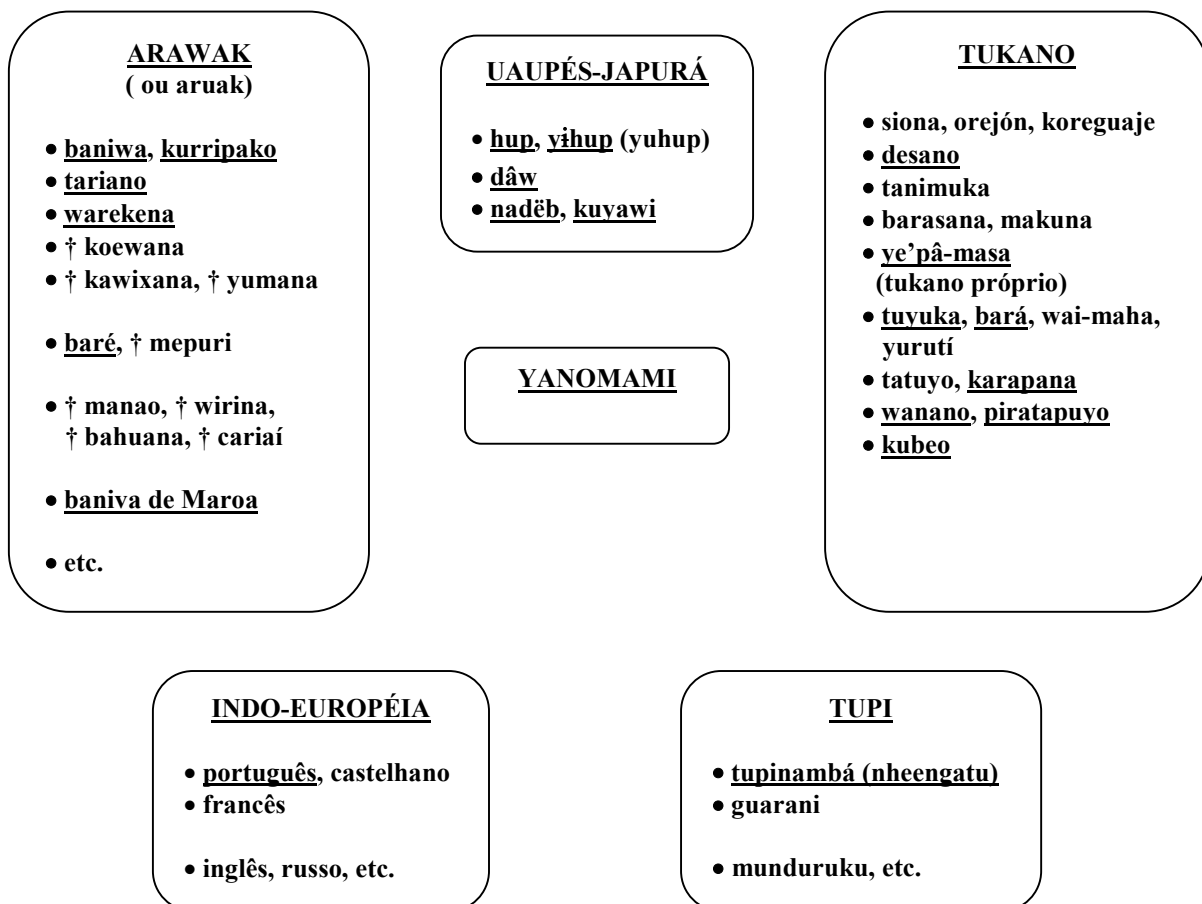 ARAWAK
( ou aruak)
• baniwa, kurripako
• tariano
• warekena
• † koewana
• † kawixana, † yumana
• baré, † mepuri
• † manao, † wirina,
† bahuana, † cariaí
• baniva de Maroa
• etc.
UAUPÉS-JAPURÁ
• hup, yɨhup (yuhup)
• dâw
• nadëb, kuyawi
YANOMAMI
TUKANO
• siona, orejón, koreguaje
• desano
• tanimuka
• barasana, makuna
• ye’pâ-masa
(tukano próprio)
• tuyuka, bará, wai-maha,
yurutí
• tatuyo, karapana
• wanano, piratapuyo
• kubeo
INDO-EUROPÉIA
• português, castelhano
• francês
• inglês, russo, etc.
TUPI
• tupinambá (nheengatu)
• guarani
• munduruku, etc.